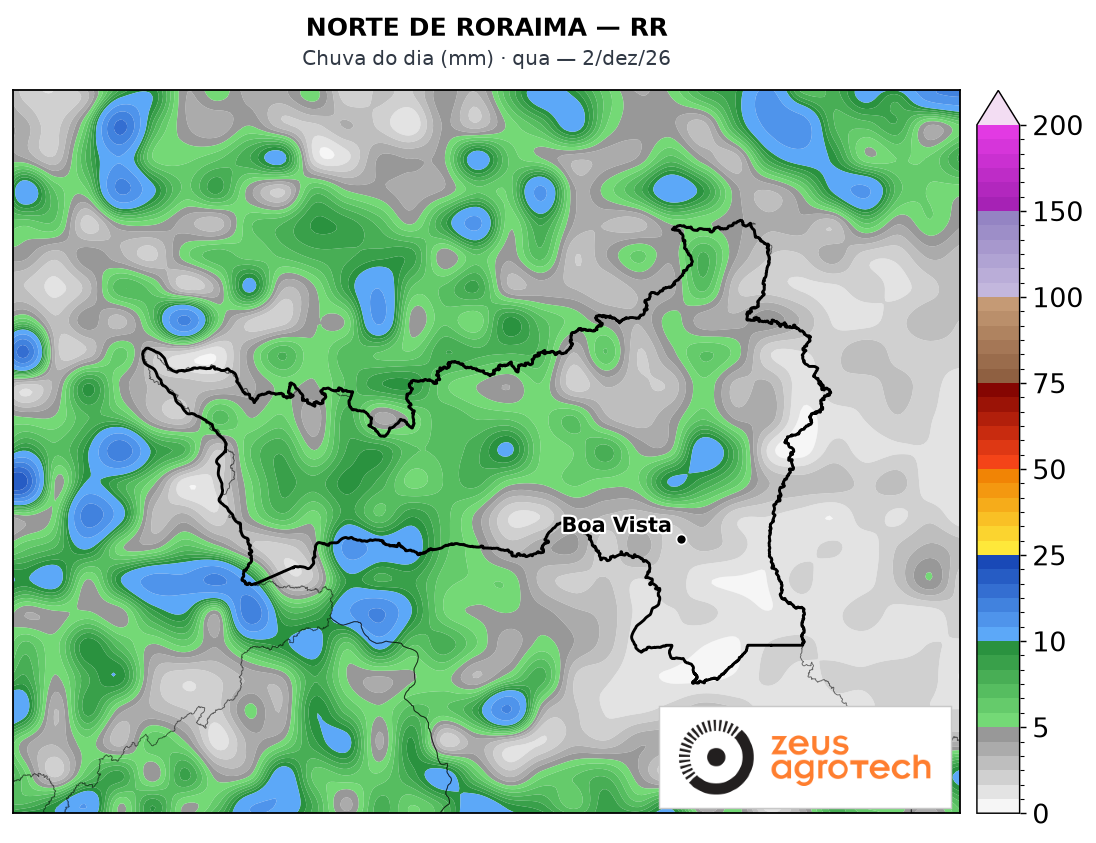 NORTE DE RORAIMA — RR
Chuva do dia (mm) · qua — 2/dez/26
200
150
100
75
50
25
10
5
0
Boa Vista
zeus
agrotech